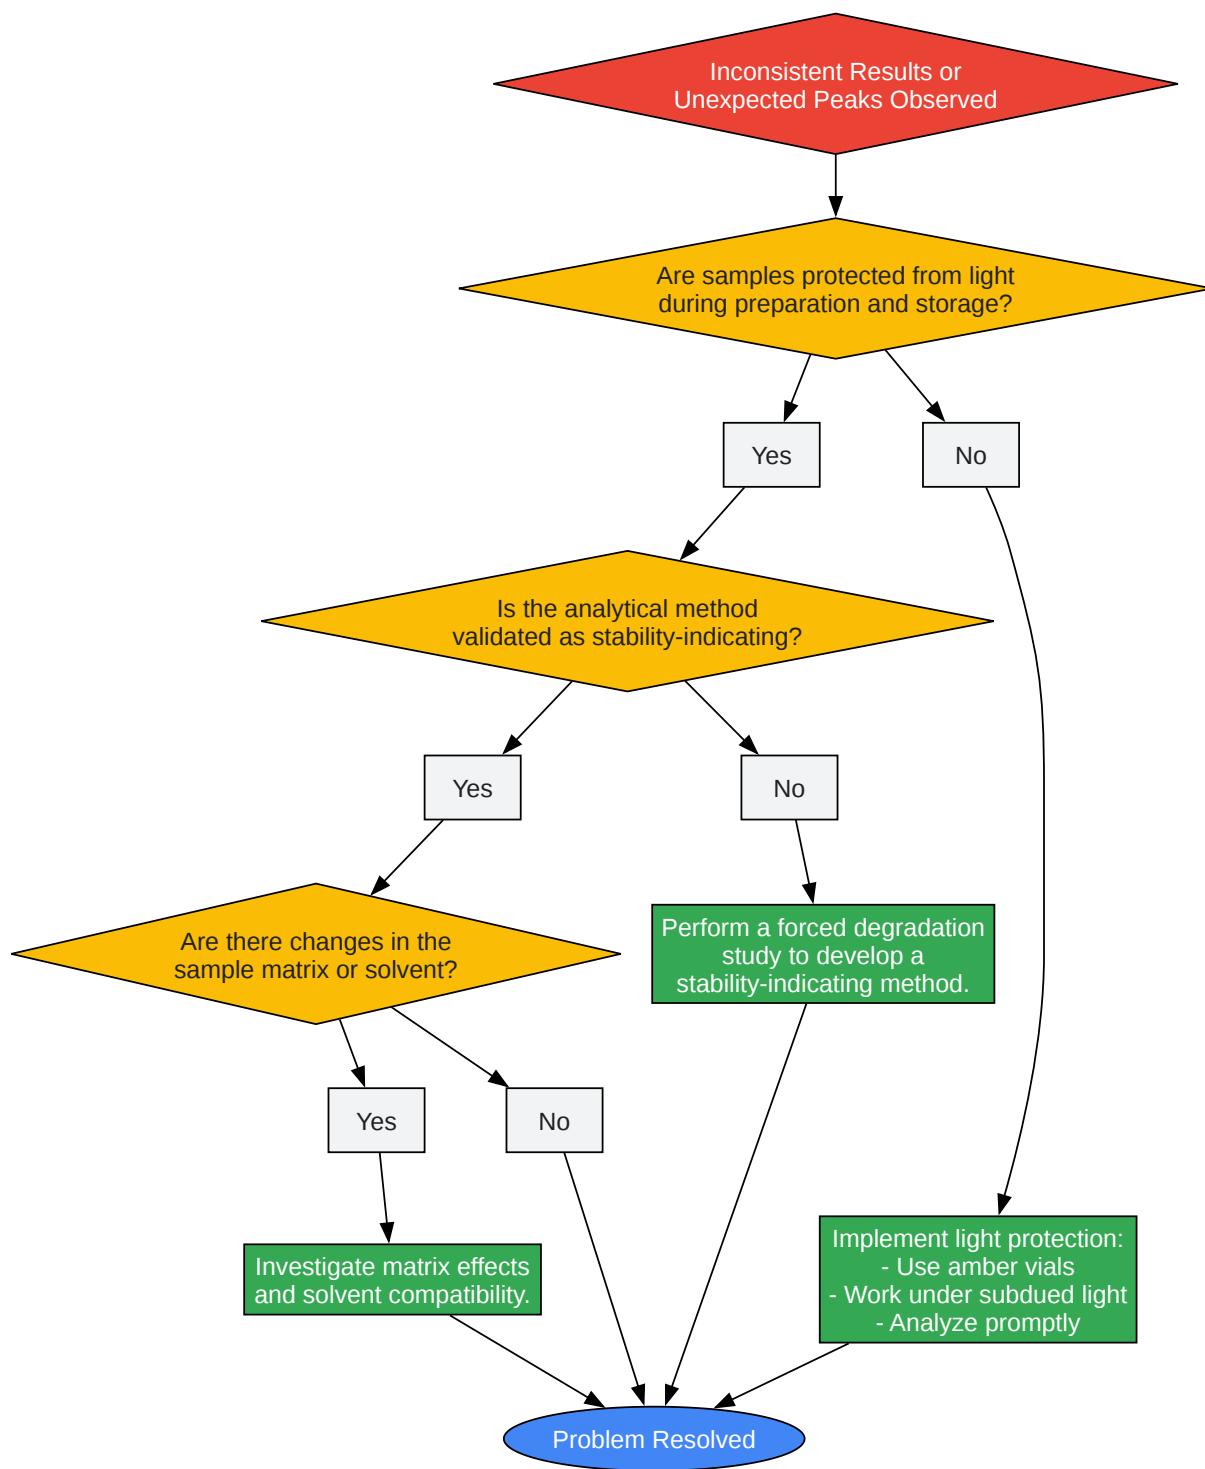 Inconsistent Results or
Unexpected Peaks Observed
Are samples protected from light
during preparation and storage?
Yes
No
Is the analytical method
validated as stability-indicating?
Yes
No
Are there changes in the
sample matrix or solvent?
Perform a forced degradation
study to develop a
stability-indicating method.
Yes
No
Investigate matrix effects
and solvent compatibility.
Implement light protection:
- Use amber vials
- Work under subdued light
- Analyze promptly
Problem Resolved